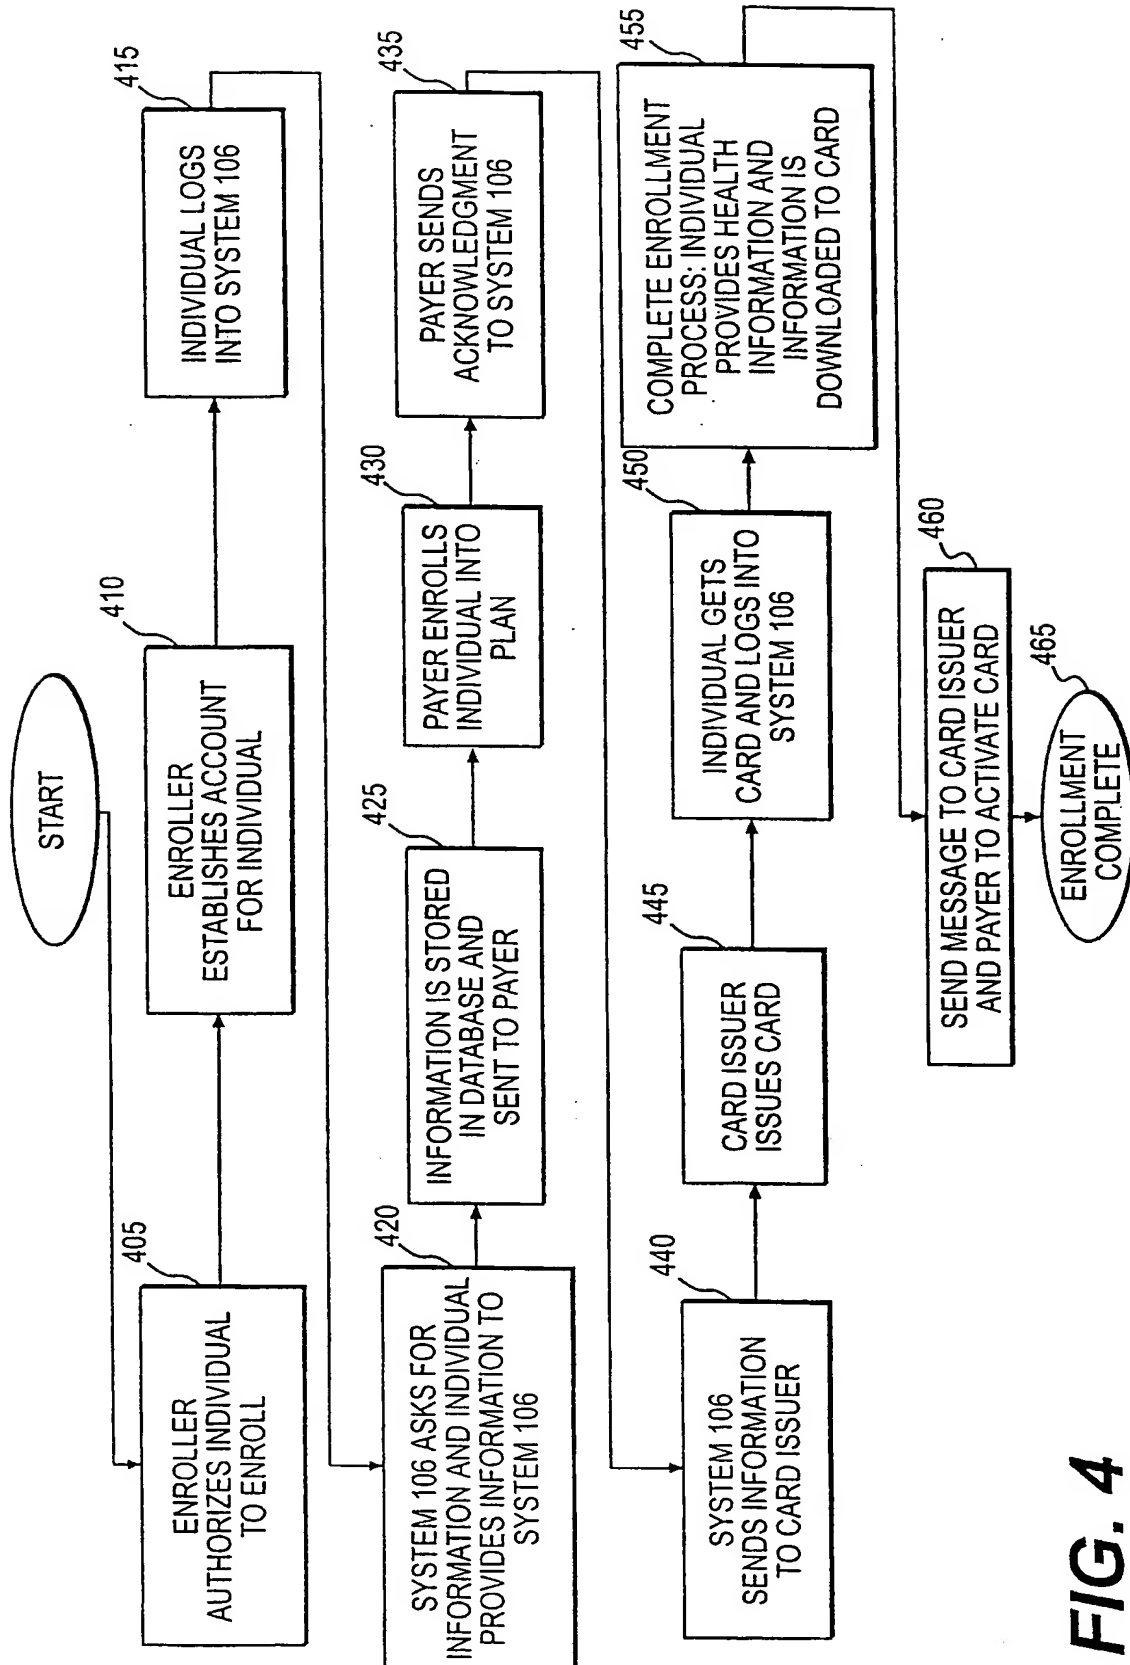 START
405
ENROLLER
AUTHORIZES INDIVIDUAL
TO ENROLL
410
ENROLLER
ESTABLISHES ACCOUNT
FOR INDIVIDUAL
415
INDIVIDUAL LOGS
INTO SYSTEM 106
420
SYSTEM 106 ASKS FOR
INFORMATION AND INDIVIDUAL
PROVIDES INFORMATION TO
SYSTEM 106
425
INFORMATION IS STORED
IN DATABASE AND
SENT TO PAYER
430
PAYER ENROLLS
INDIVIDUAL INTO
PLAN
435
PAYER SENDS
ACKNOWLEDGMENT
TO SYSTEM 106
440
SYSTEM 106
SENDS INFORMATION
TO CARD ISSUER
445
CARD ISSUER
ISSUES CARD
450
INDIVIDUAL GETS
CARD AND LOGS INTO
SYSTEM 106
455
COMPLETE ENROLLMENT
PROCESS: INDIVIDUAL
PROVIDES HEALTH
INFORMATION AND
INFORMATION IS
DOWNLOADED TO CARD
460
SEND MESSAGE TO CARD ISSUER
AND PAYER TO ACTIVATE CARD
465
ENROLLMENT
COMPLETE
FIG. 4